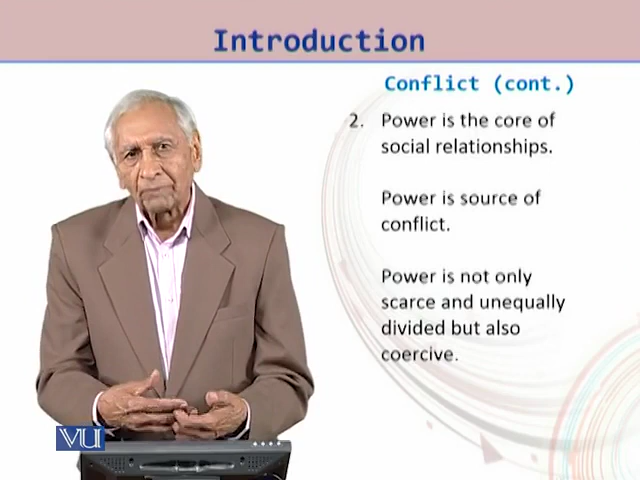 Introduction
Conflict (cont.)
2. Power is the core of
social relationships.
Power is source of
conflict.
Power is not only
scarce and unequally
divided but also
coercive.
VU